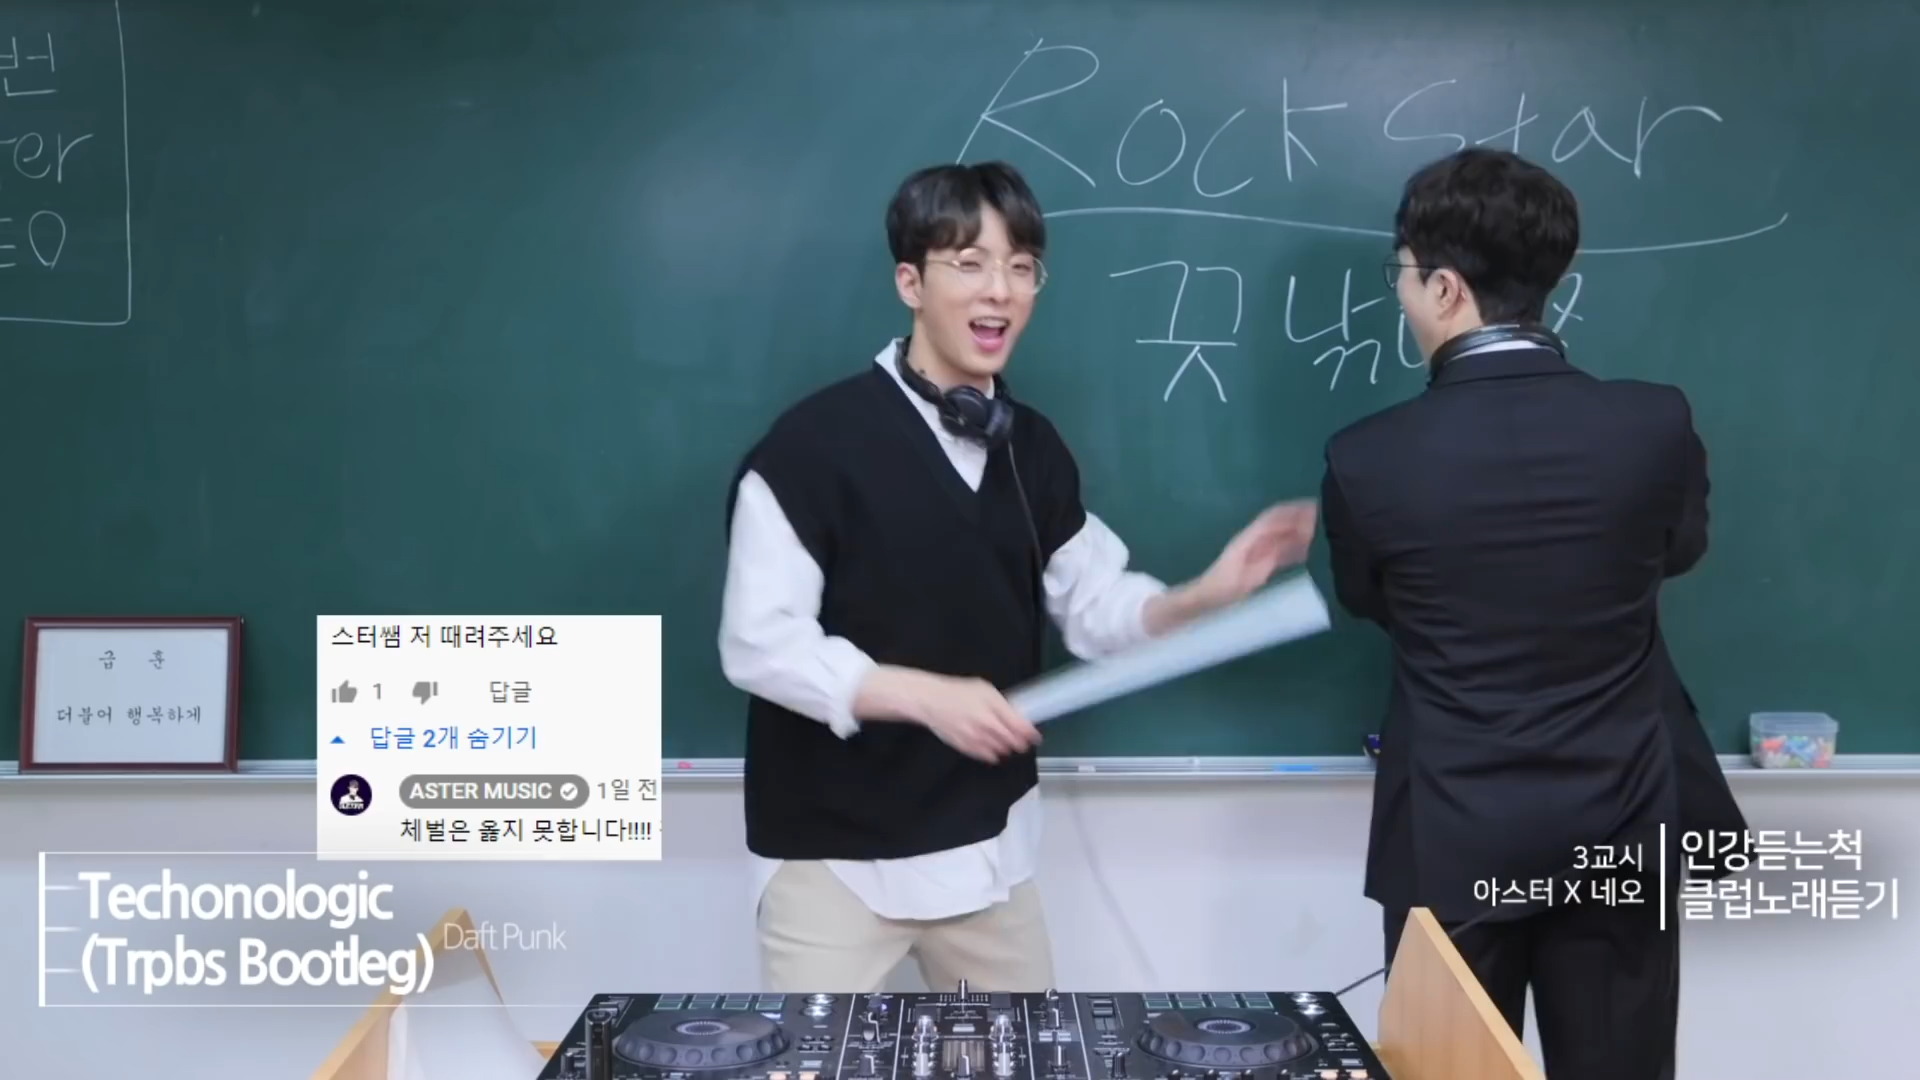 번
Rock Star
꽃
급 훈
더불어 행복하게
스터쌤 저 때려주세요
1 답글
답글 2개 숨기기
ASTER MUSIC 1일 전
체벌은 옳지 못합니다!!!!
Techonologic
(Trpbs Bootleg) Daft Punk
3교시
아스터 X 네오
인강듣는척
클럽노래듣기